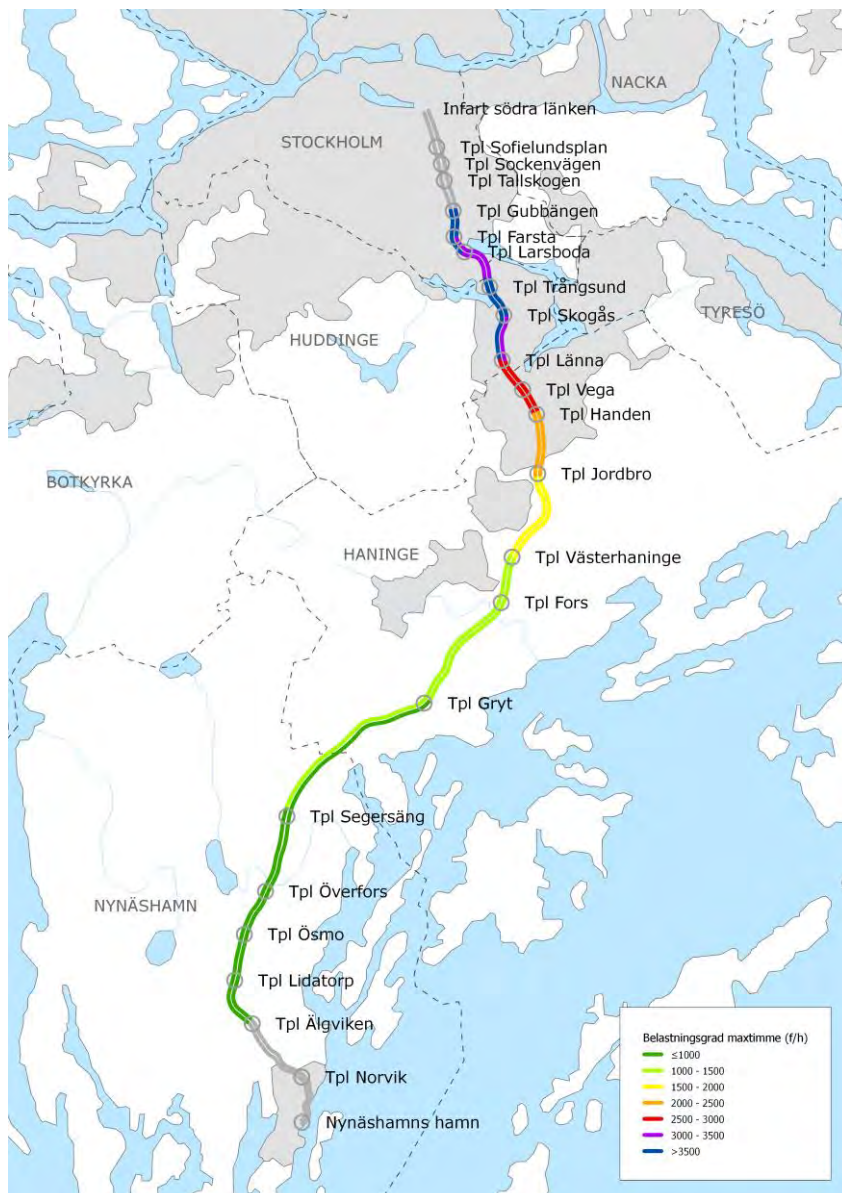 NACKA
Infart södra länken
STOCKHOLM
Tpl Sofielundsplan
Tpl Sockenvägen
Tpl Tallskogen
Tpl Gubbängen
Tpl Farsta
Tpl Larsboda
Tpl Trångsund
Tpl Skogås
TYRESÖ
HUDDINGE
Tpl Länna
Tpl Vega
Tpl Handen
Tpl Jordbro
BOTKYRKA
HANINGE
Tpl Västerhaninge
Tpl Fors
Tpl Gryt
Tpl Segersäng
Tpl Överfors
NYNÄSHAMN
Tpl Ösmo
Tpl Lidatorp
Tpl Älgviken
Tpl Norvik
Nynäshamns hamn
Belastningsgrad maxtimme (f/h)
≤1000
1000 - 1500
1500 - 2000
2000 - 2500
2500 - 3000
3000 - 3500
>3500